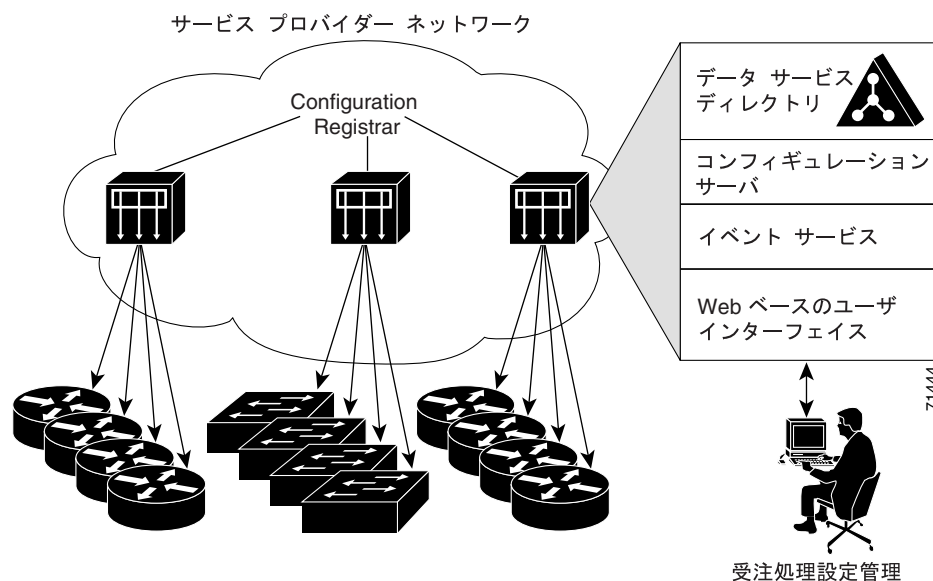 サービス プロバイダー ネットワーク
Configuration
Registrar
データ サービス
ディレクトリ
コンフィギュレーション
サーバ
イベント サービス
Web ベースのユーザ
インターフェイス
71444
受注処理設定管理